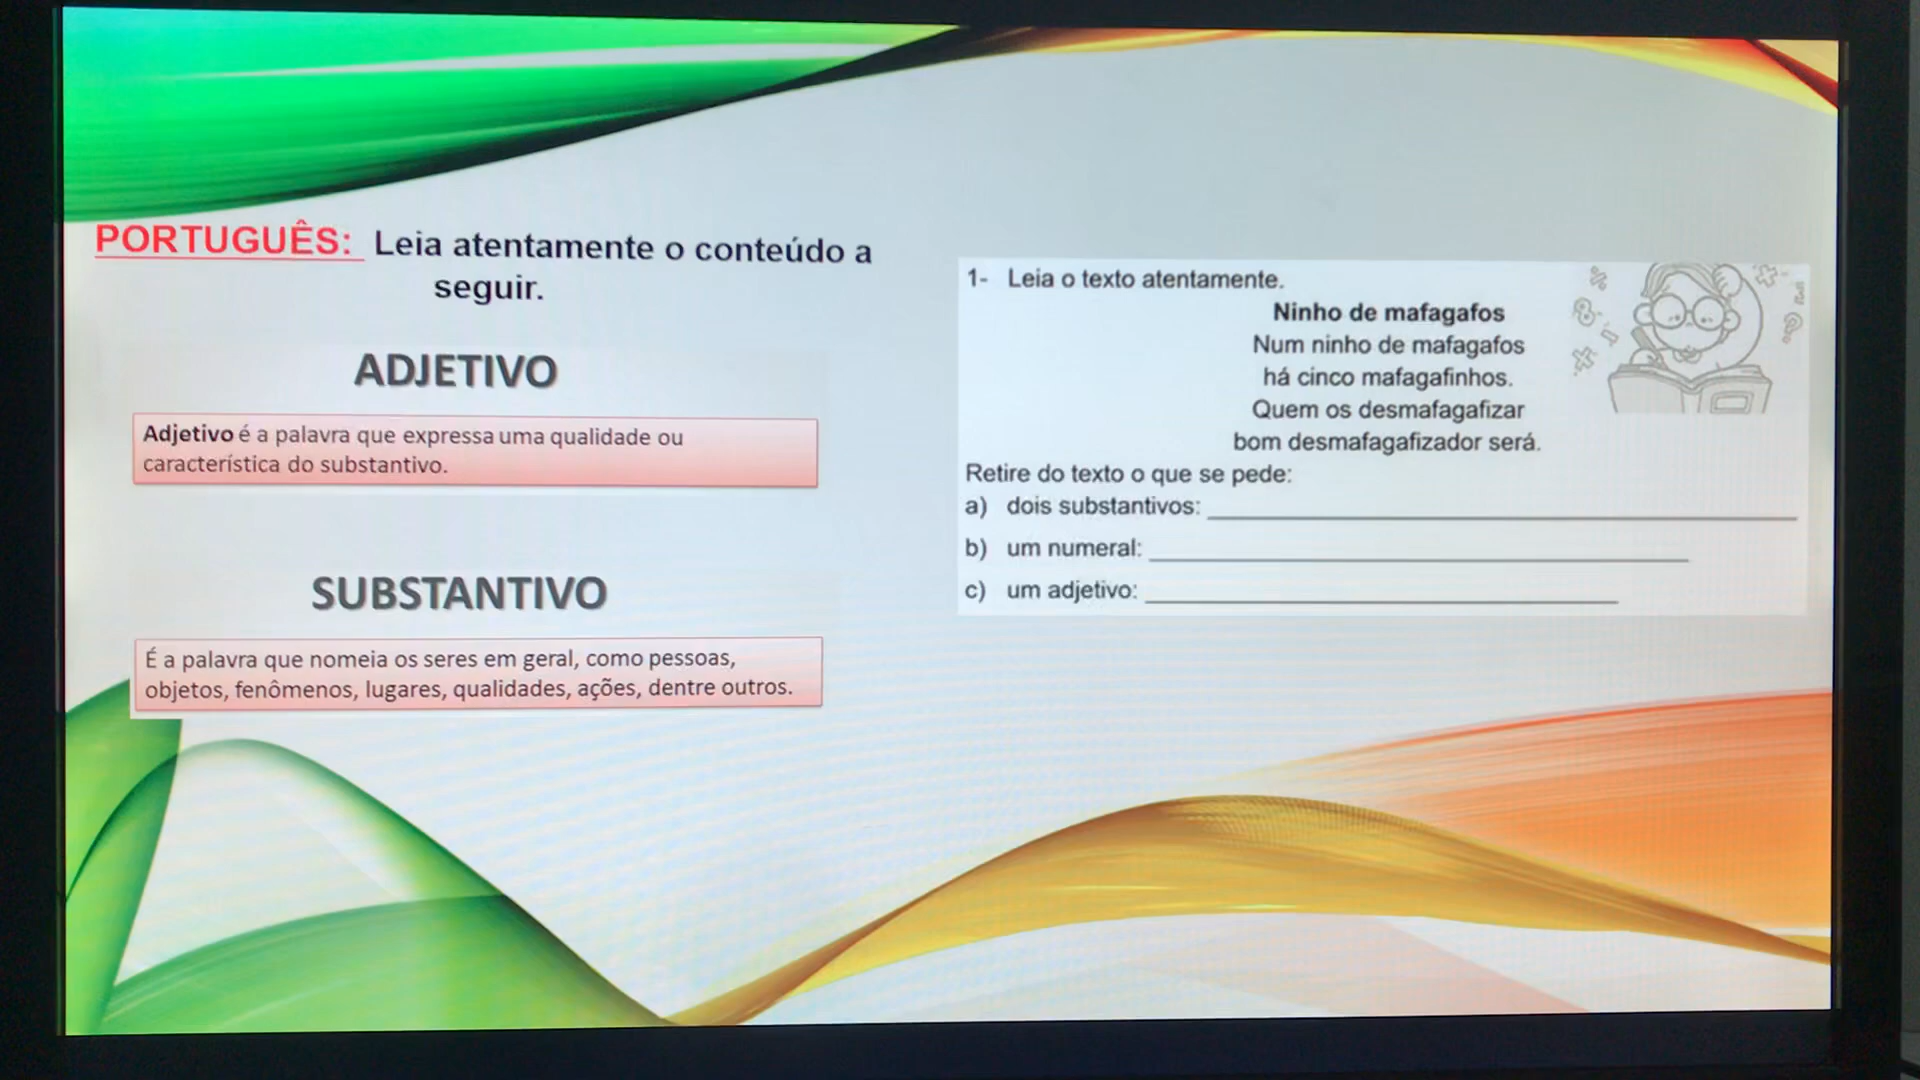 PORTUGUÊS: Leia atentamente o conteúdo a
seguir.
ADJETIVO
Adjetivo é a palavra que expressa uma qualidade ou
característica do substantivo.
SUBSTANTIVO
É a palavra que nomeia os seres em geral, como pessoas,
objetos, fenômenos, lugares, qualidades, ações, dentre outros.
1- Leia o texto atentamente.
Ninho de mafagafos
Num ninho de mafagafos
há cinco mafagafinhos.
Quem os desmafagafizar
bom desmafagafizador será.
Retire do texto o que se pede:
a) dois substantivos:
b) um numeral:
c) um adjetivo: